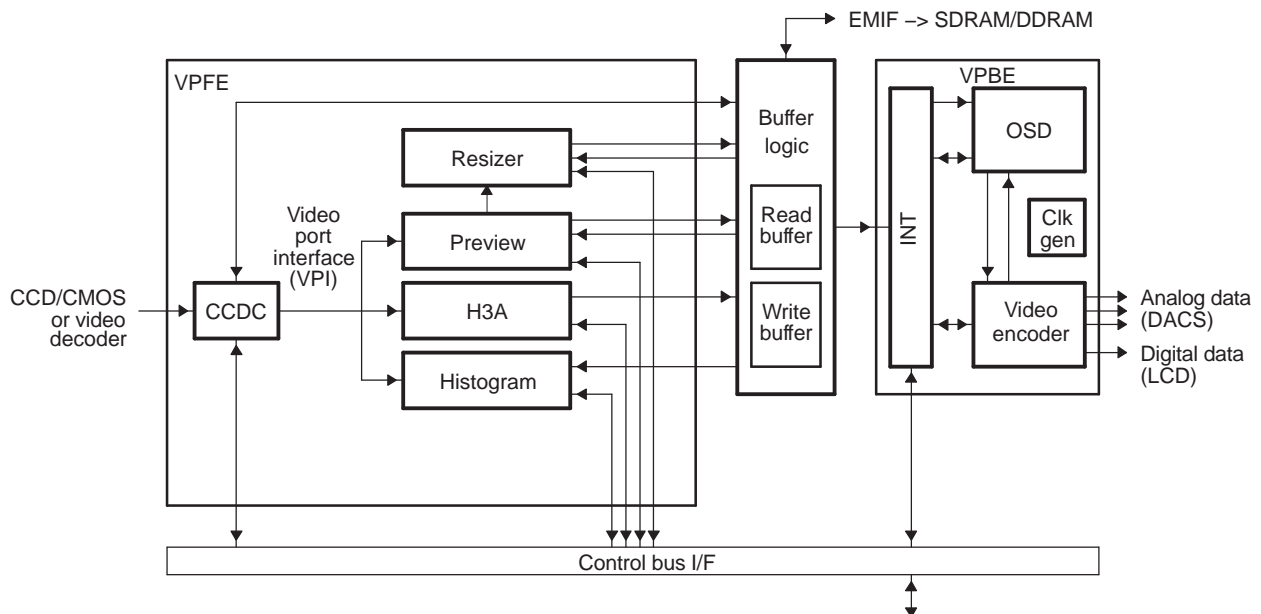 EMIF –> SDRAM/DDRAM
VPFE
VPBE
Buffer
logic
OSD
Resizer
Video
port
interface
(VPI)
Preview
Read
buffer
INT
Clk
gen
CCD/CMOS
or video
decoder
CCDC
H3A
Write
buffer
Video
encoder
Analog data
(DACS)
Digital data
(LCD)
Histogram
Control bus I/F